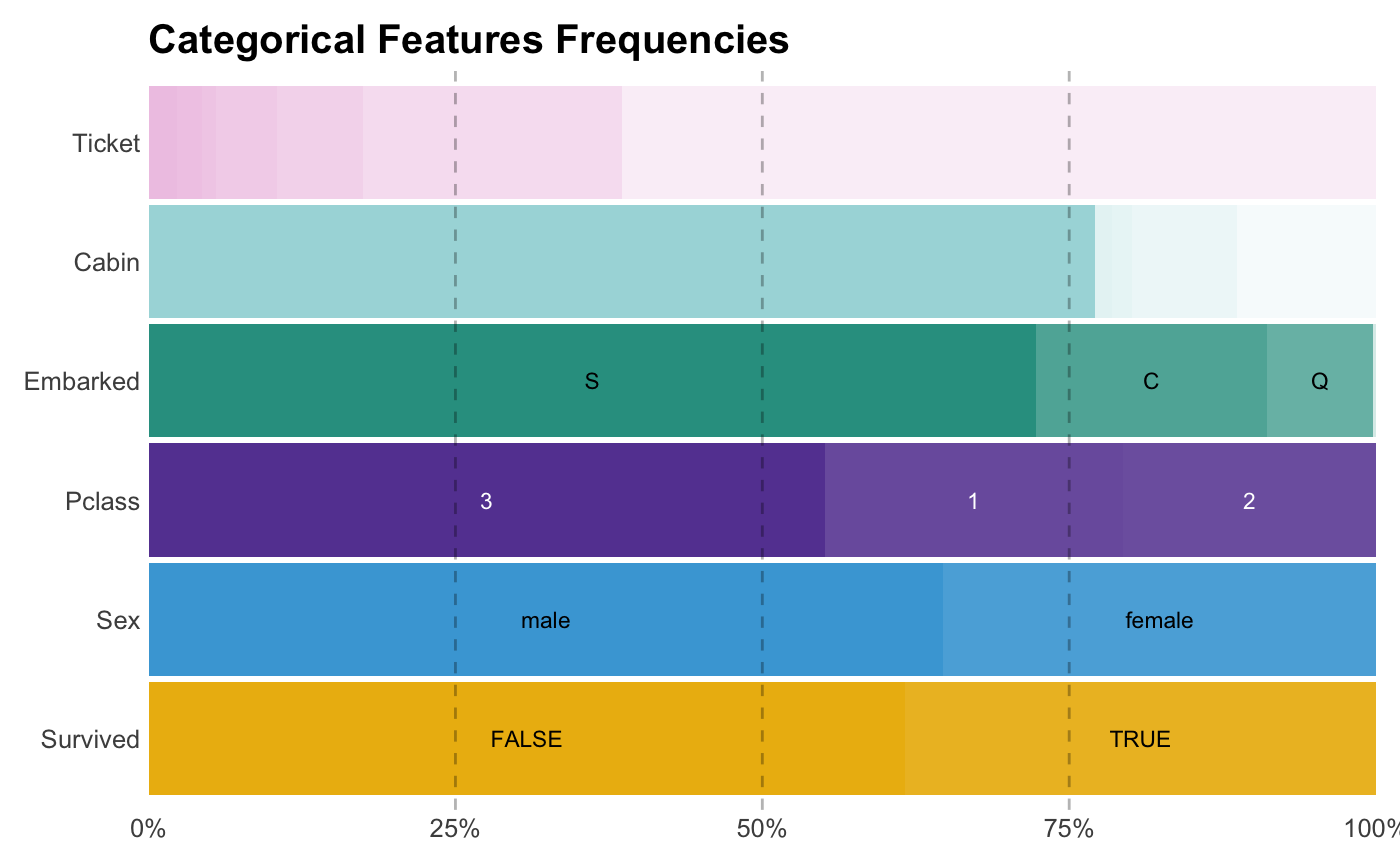 Categorical Features Frequencies
Ticket
Cabin
Embarked S C Q
Pclass 3 1 2
Sex male female
Survived FALSE TRUE
0% 25% 50% 75% 100%